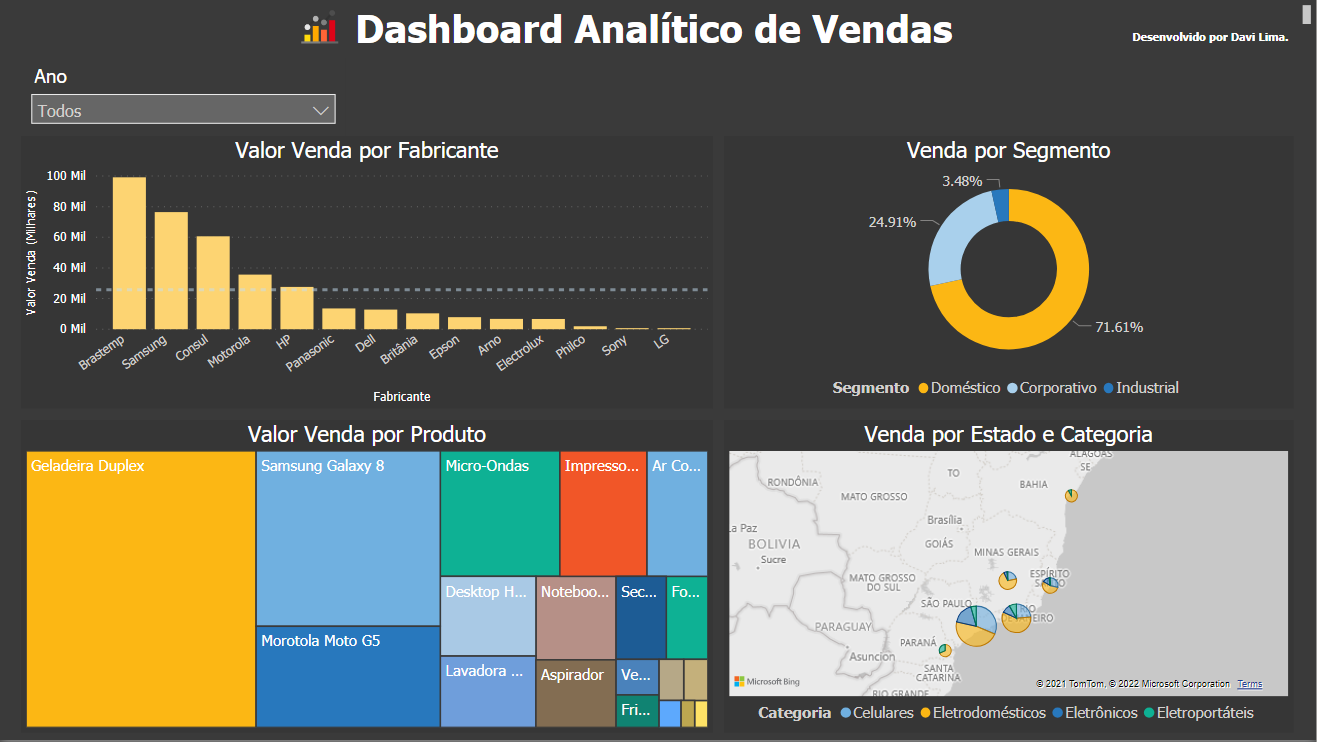 Dashboard Analítico de Vendas
Desenvolvido por Davi Lima.
Ano
Todos
Valor Venda por Fabricante
Valor Venda (Milhares)
100 Mil
80 Mil
60 Mil
40 Mil
20 Mil
0 Mil
Brastemp
Samsung
Consul
Motorola
HP
Panasonic
Dell
Britânia
Epson
Arno
Electrolux
Philco
Sony
LG
Fabricante
Venda por Segmento
3.48%
24.91%
71.61%
Segmento Doméstico Corporativo Industrial
Valor Venda por Produto
Geladeira Duplex
Samsung Galaxy 8
Micro-Ondas
Impresso...
Ar Co...
Desktop H...
Noteboo...
Sec...
Fo...
Morotola Moto G5
Lavadora ...
Aspirador
Ve...
Fri...
Venda por Estado e Categoria
ALAGOAS
SE
RONDÔNIA
TO
BAHIA
MATO GROSSO
La Paz
Brasília
BOLIVIA
GOIÁS
Sucre
MINAS GERAIS
MATO GROSSO
DO SUL
ESPÍRITO
SÃO PAULO
RIO
PARAGUAY
PARANÁ
Asuncion
SANTA
CATARINA
RIO GRANDE
Microsoft Bing
© 2021 TomTom, © 2022 Microsoft Corporation Terms
Categoria Celulares Eletrodomésticos Eletrônicos Eletroportáteis